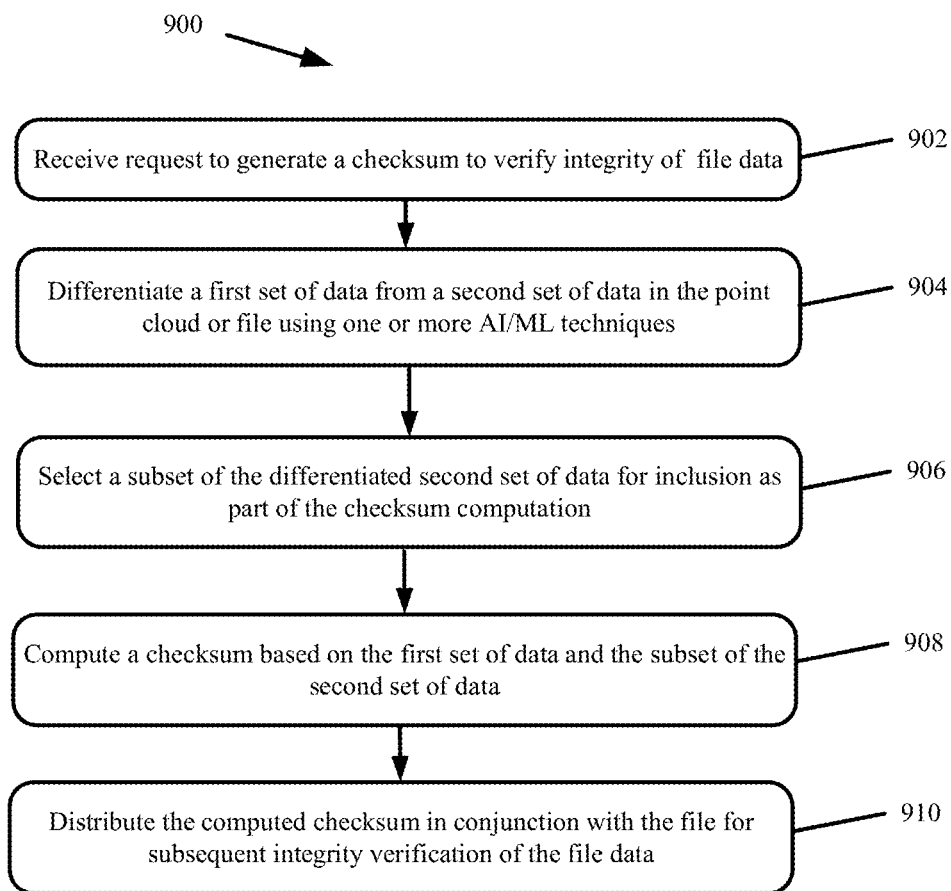 900
Receive request to generate a checksum to verify integrity of file data
902
Differentiate a first set of data from a second set of data in the point
cloud or file using one or more AI/ML techniques
904
Select a subset of the differentiated second set of data for inclusion as
part of the checksum computation
906
Compute a checksum based on the first set of data and the subset of the
second set of data
908
Distribute the computed checksum in conjunction with the file for
subsequent integrity verification of the file data
910